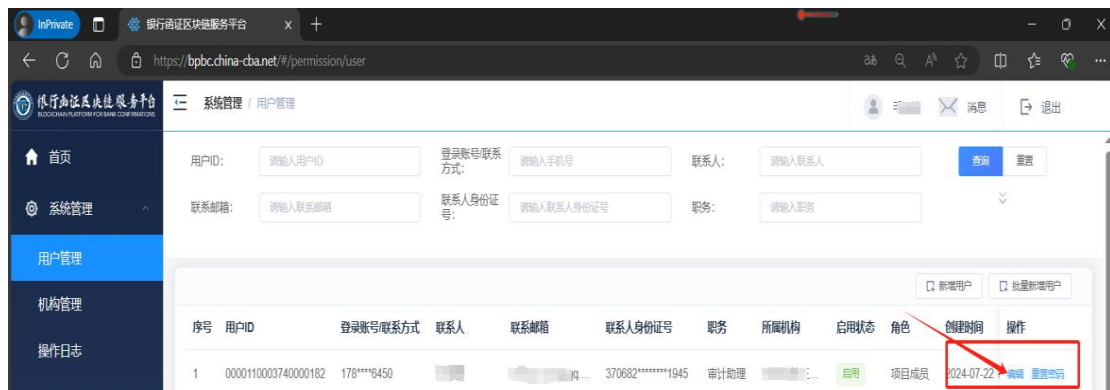 InPrivate 银行函证区块链服务平台
https://bpbc.china-cba.net/#/permission/user
银行函证区块链服务平台 系统管理 / 用户管理 消息 退出
BLOCKCHAIN PLATFORM FOR BANK CONFIRMATIONS
首页
用户ID: 请输入用户ID 登录账号/联系方式: 请输入手机号 联系人: 请输入联系人 查询 重置
系统管理
联系邮箱: 请输入联系邮箱 联系人身份证号: 请输入联系人身份证号 职务: 请输入职务
用户管理
新增用户 批量新增用户
机构管理
序号 用户ID 登录账号/联系方式 联系人 联系邮箱 联系人身份证号 职务 所属机构 启用状态 角色 创建时间 操作
操作日志
1 0000110003740000182 178****6450 370682********1945 审计助理 启用 项目成员 2024-07-22 编辑 重置密码